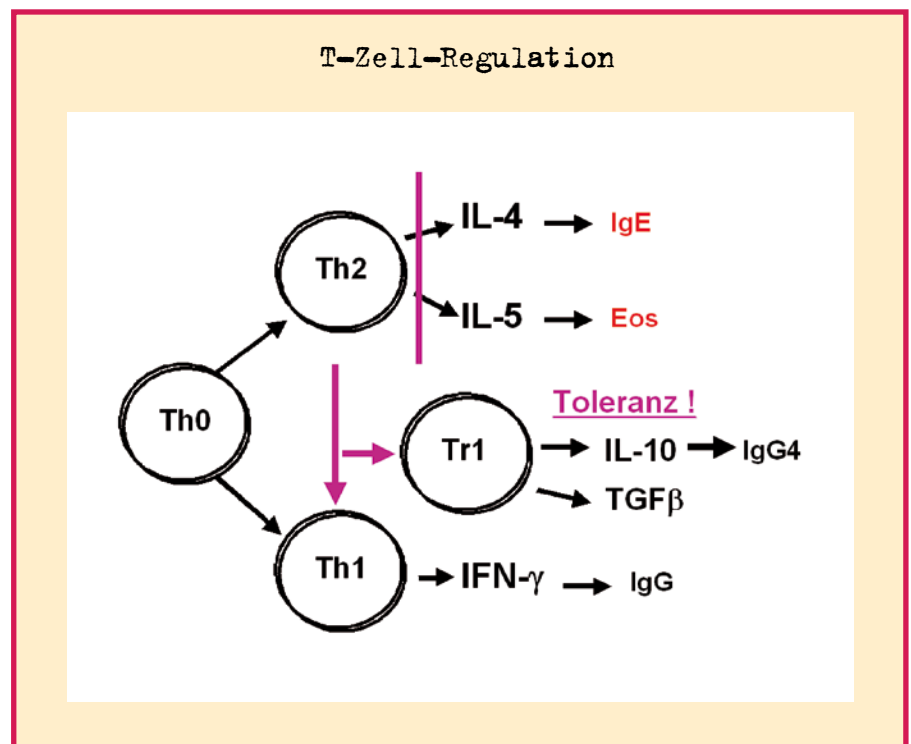 T-Zell-Regulation
IL-4 IgE
Th2
IL-5 Eos
Toleranz !
Th0
Tr1 IL-10 IgG4
TGFβ
Th1 IFN-γ IgG